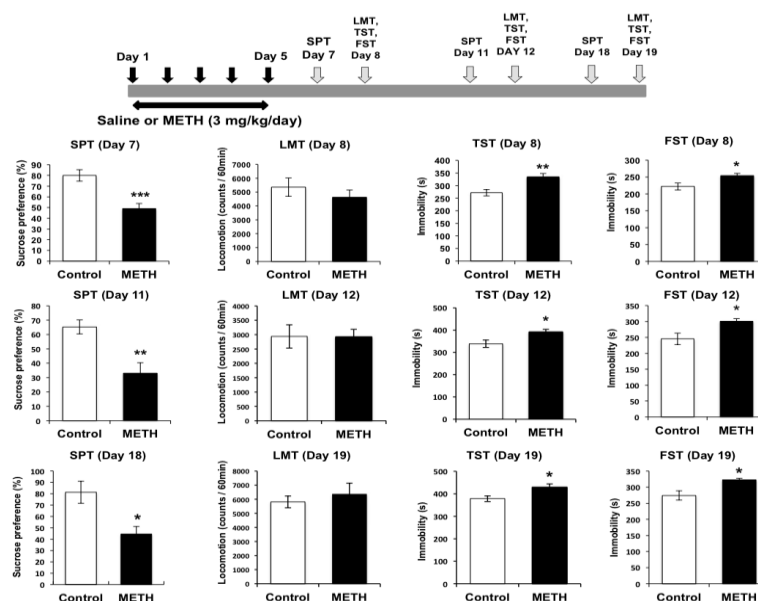 LMT,
TST,
FST
Day 8
LMT,
TST,
FST
DAY 12
LMT,
TST,
FST
Day 19
Day 1
Day 5
SPT
Day 7
SPT
Day 11
SPT
Day 18
Saline or METH (3 mg/kg/day)
SPT (Day 7)
Sucrose preference (%)
90
80
70
60
50
40
30
20
10
0
***
Control METH
LMT (Day 8)
Locomotion (counts / 60min)
7000
6000
5000
4000
3000
2000
1000
0
Control METH
TST (Day 8)
Immobility (s)
400
350
300
250
200
150
100
50
0
**
Control METH
FST (Day 8)
Immobility (s)
300
250
200
150
100
50
0
*
Control METH
SPT (Day 11)
Sucrose preference (%)
80
70
60
50
40
30
20
10
0
**
Control METH
LMT (Day 12)
Locomotion (counts / 60min)
4000
3500
3000
2500
2000
1500
1000
500
0
Control METH
TST (Day 12)
Immobility (s)
500
400
300
200
100
0
*
Control METH
FST (Day 12)
Immobility (s)
350
300
250
200
150
100
50
0
*
Control METH
SPT (Day 18)
Sucrose preference (%)
100
90
80
70
60
50
40
30
20
10
0
*
Control METH
LMT (Day 19)
Locomotion (counts / 60min)
8000
7000
6000
5000
4000
3000
2000
1000
0
Control METH
TST (Day 19)
Immobility (s)
500
400
300
200
100
0
*
Control METH
FST (Day 19)
Immobility (s)
350
300
250
200
150
100
50
0
*
Control METH